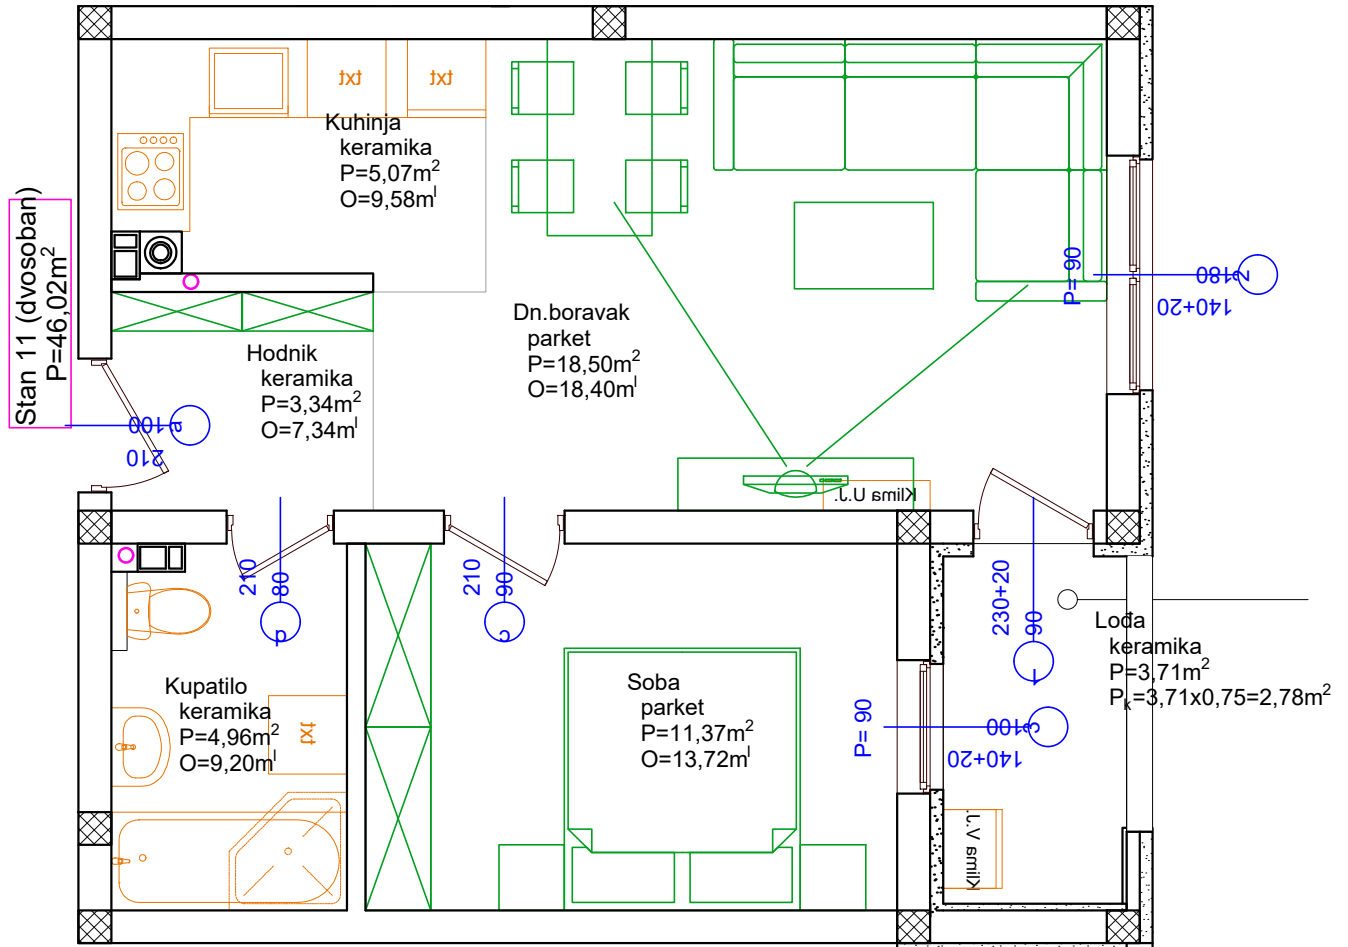 Stan 11 (dvosoban)
P=46,02m²
txt
txt
Kuhinja
keramika
P=5,07m²
O=9,58mˡ
Hodnik
keramika
P=3,34m²
O=7,34mˡ
Dn.boravak
parket
P=18,50m²
O=18,40mˡ
P= 90
180
2
140+20
100
a
210
Klima U.J.
210
80
d
210
90
c
230+20
90
1
Lođa
keramika
P=3,71m²
Pₖ=3,71x0,75=2,78m²
Kupatilo
keramika
P=4,96m²
O=9,20mˡ
txt
Soba
parket
P=11,37m²
O=13,72mˡ
P= 90
100
3
140+20
Klima V.J.